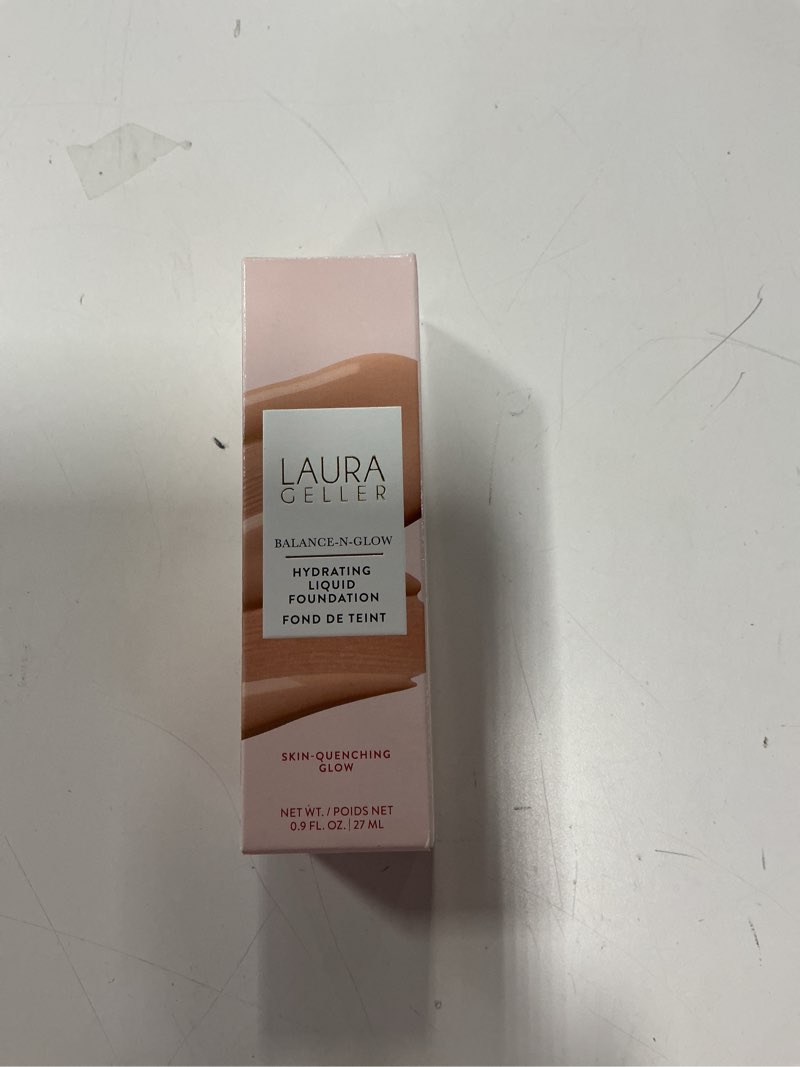 LAURA
GELLER
BALANCE-N-GLOW
HYDRATING
LIQUID
FOUNDATION
FOND DE TEINT
SKIN-QUENCHING
GLOW
NET WT. / POIDS NET
0.9 FL. OZ. | 27 ML